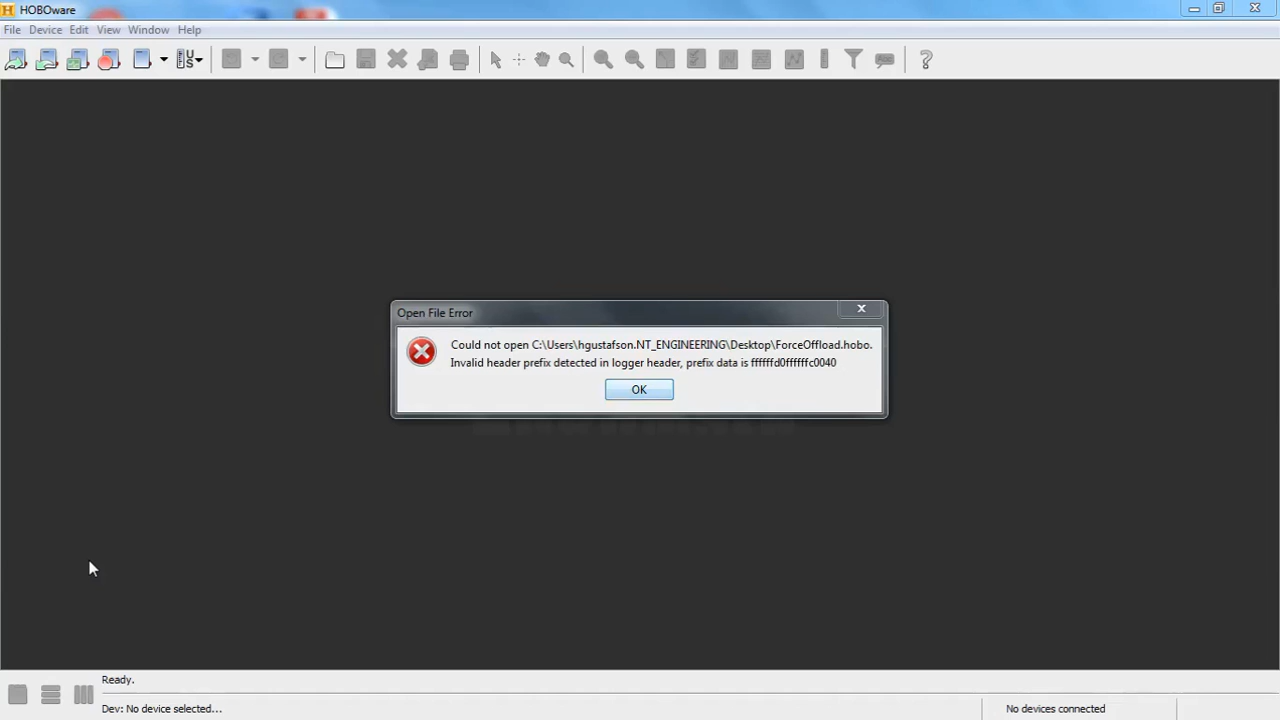 HOBOware
File Device Edit View Window Help
Open File Error
Could not open C:\Users\hgustafson.NT_ENGINEERING\Desktop\ForceOffload.hobo.
Invalid header prefix detected in logger header, prefix data is ffffffd0ffffffc0040
OK
Ready.
Dev: No device selected...
No devices connected